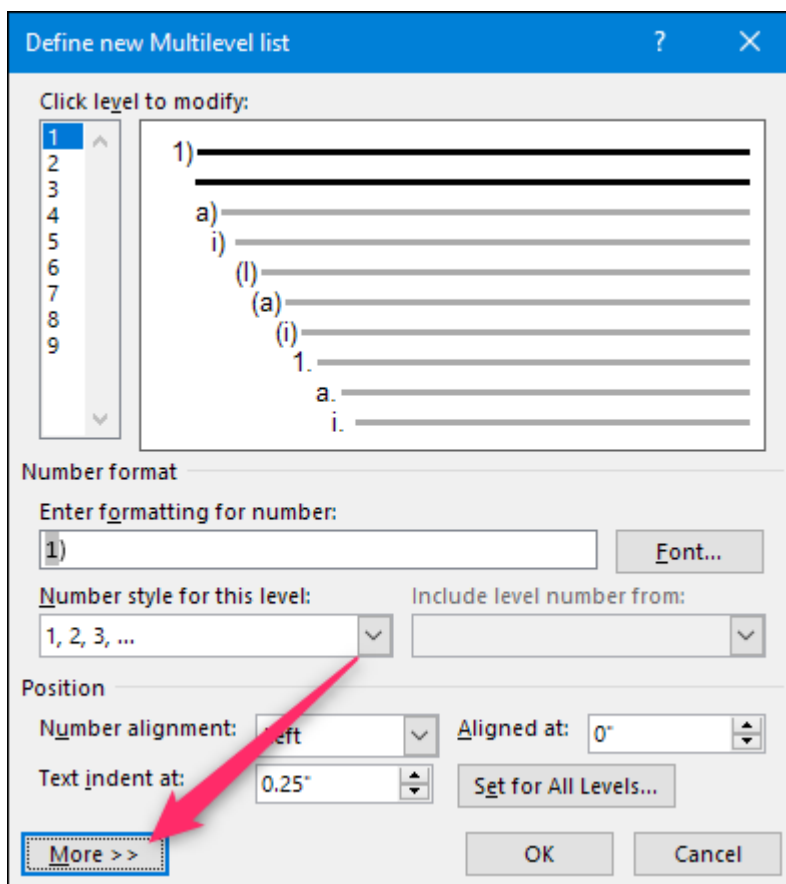 Define new Multilevel list ?
Click level to modify:
1
2
3
4
5
6
7
8
9
1)
a)
i)
(I)
(a)
(i)
1.
a.
i.
Number format
Enter formatting for number:
1) Font...
Number style for this level: Include level number from:
1, 2, 3, ...
Position
Number alignment: Left Aligned at: 0"
Text indent at: 0.25" Set for All Levels...
More >> OK Cancel